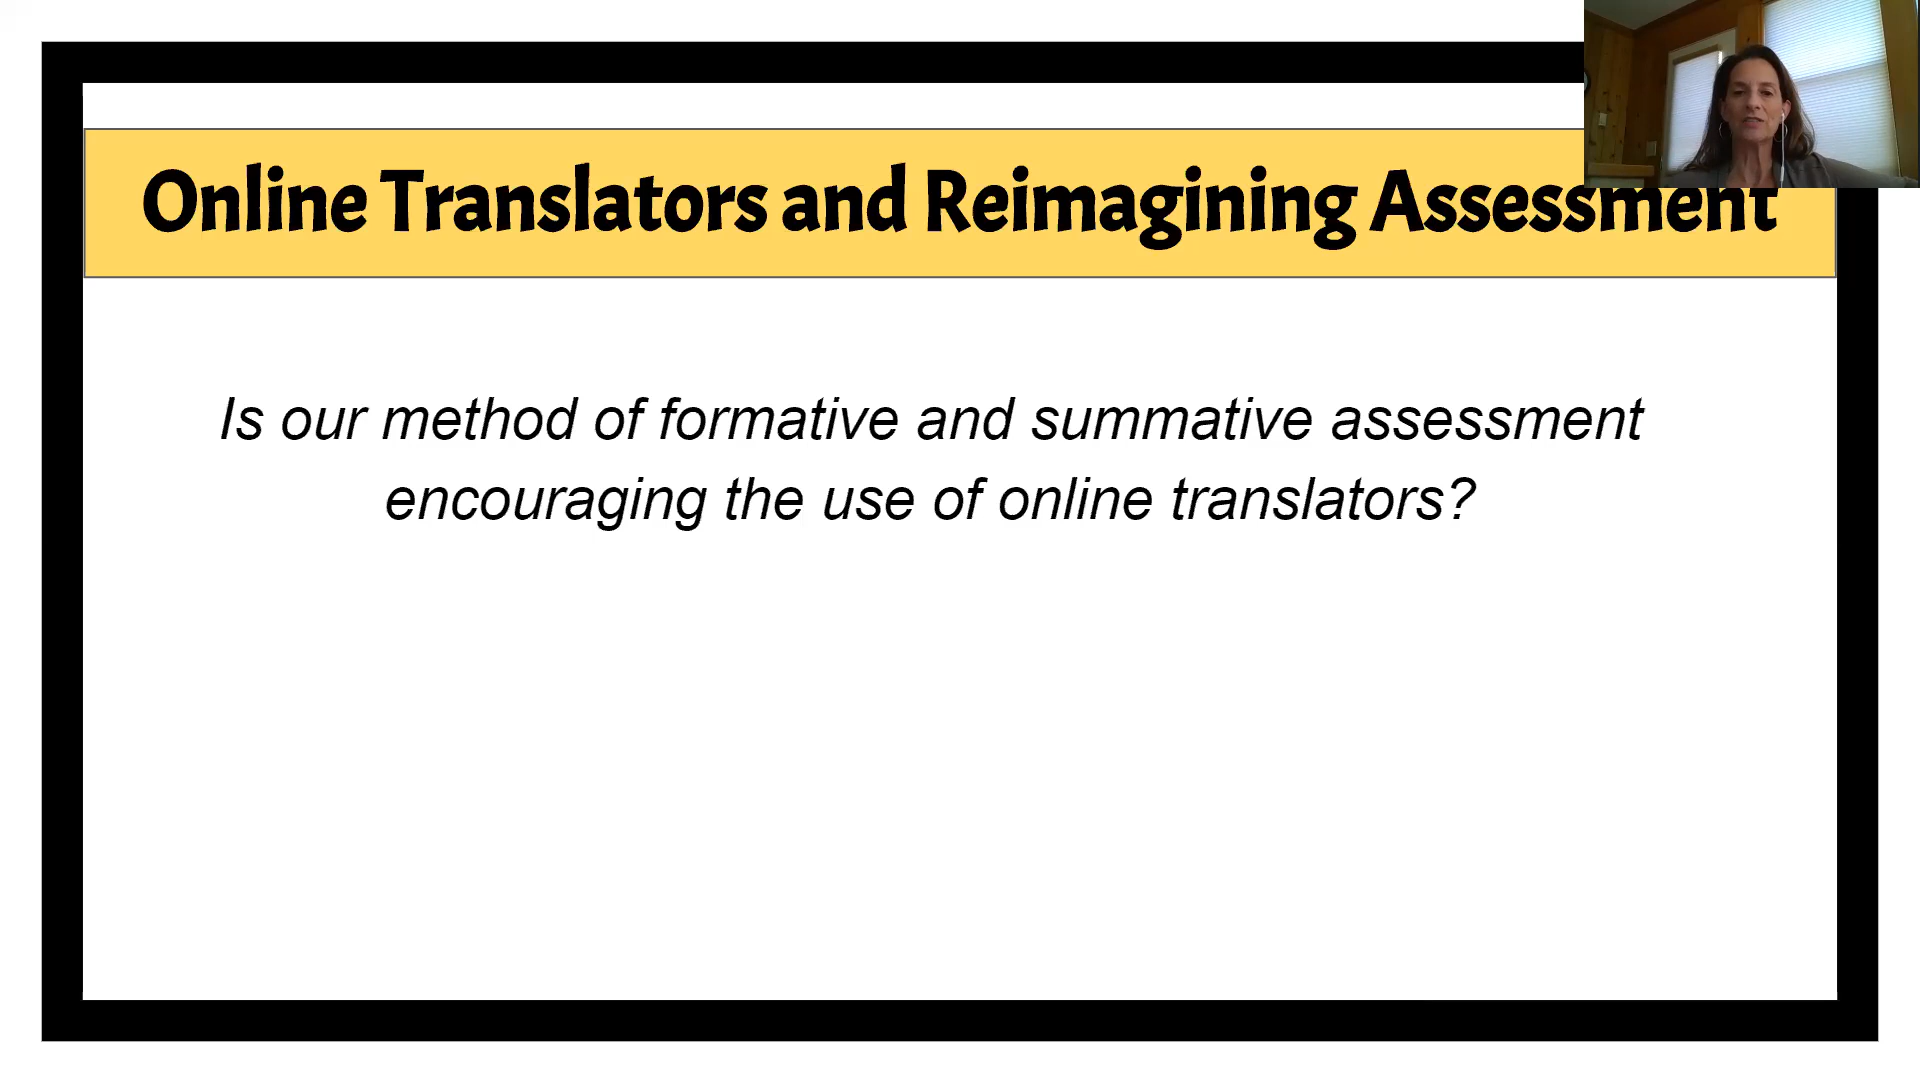 Online Translators and Reimagining Assessment
Is our method of formative and summative assessment
encouraging the use of online translators?